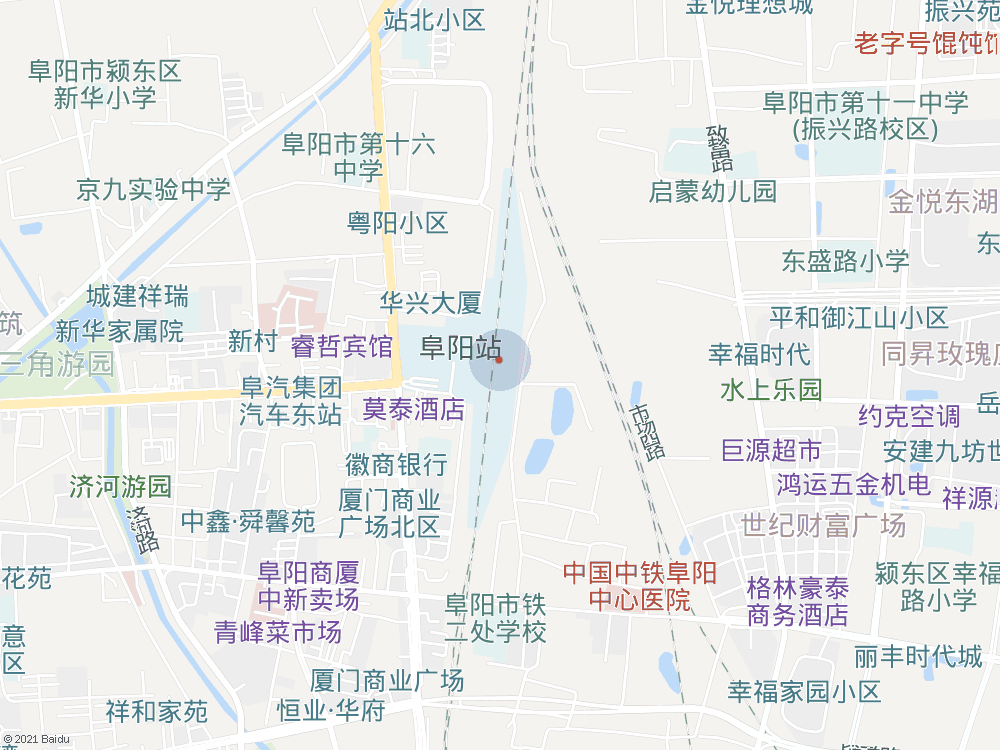 站北小区
金悦理想城
振兴苑
老字号馄饨馆
阜阳市颍东区
新华小学
阜阳市第十一中学
(振兴路校区)
阜阳市第十六
中学
致富路
京九实验中学
启蒙幼儿园
金悦东湖
粤阳小区
东
东盛路小学
城建祥瑞
华兴大厦
筑
新华家属院
新村
睿哲宾馆
阜阳站
平和御江山小区
三角游园
幸福时代
同昇玫瑰
阜汽集团
汽车东站
莫泰酒店
水上乐园
约克空调
岳
市场路
徽商银行
巨源超市
安建九坊世
济河游园
厦门商业
广场北区
鸿运五金机电
祥源
济河路
中鑫·舜馨苑
世纪财富广场
花苑
阜阳商厦
中新卖场
中国中铁阜阳
中心医院
格林豪泰
商务酒店
颍东区幸福
路小学
青峰菜市场
阜阳市铁
二处学校
意
区
丽丰时代城
厦门商业广场
幸福家园小区
祥和家苑
恒业·华府
© 2021 Baidu